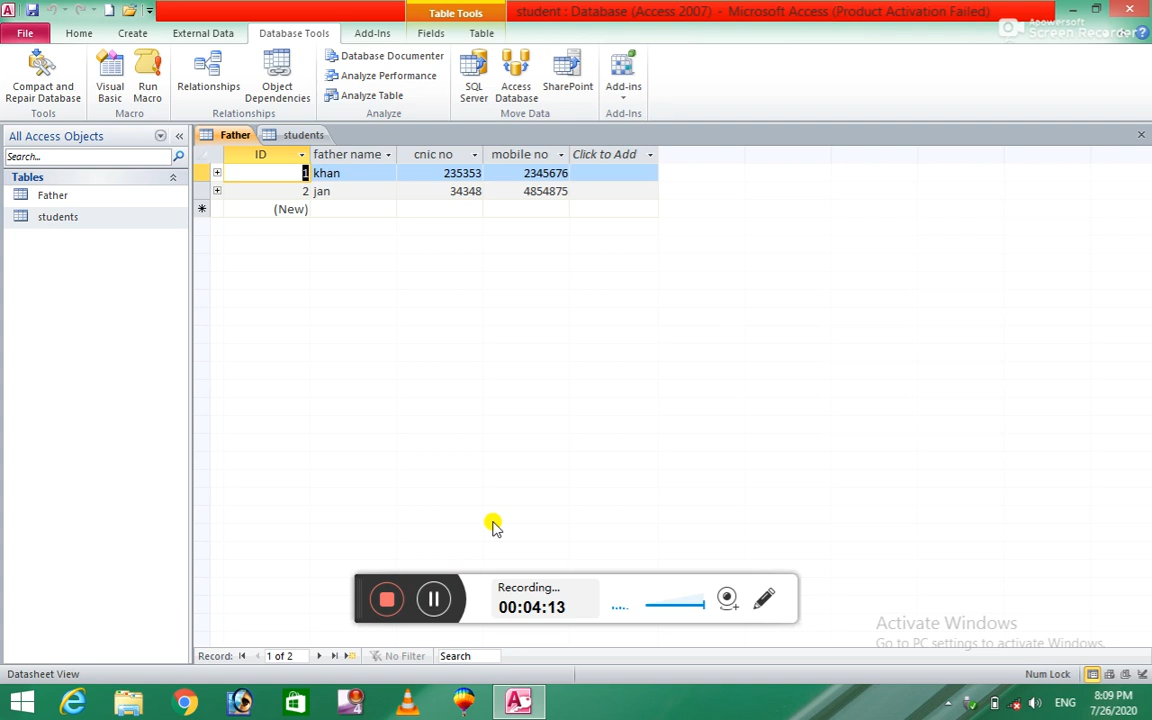 student : Database (Access 2007) - Microsoft Access (Product Activation Failed)
Table Tools
Apowersoft
Screen Recorder
File Home Create External Data Database Tools Add-Ins Fields Table
Compact and Repair Database
Visual Basic
Run Macro
Relationships
Object Dependencies
Database Documenter
Analyze Performance
Analyze Table
SQL Server
Access Database
SharePoint
Add-ins
Tools Macro Relationships Analyze Move Data Add-Ins
All Access Objects
Search...
Tables
Father
students
Father students
ID father name cnic no mobile no Click to Add
1 khan 235353 2345676
2 jan 34348 4854875
(New)
Recording...
00:04:13
Activate Windows
Go to PC settings to activate Windows.
Record: 1 of 2 No Filter Search
Datasheet View
Num Lock
ENG
8:09 PM
7/26/2020